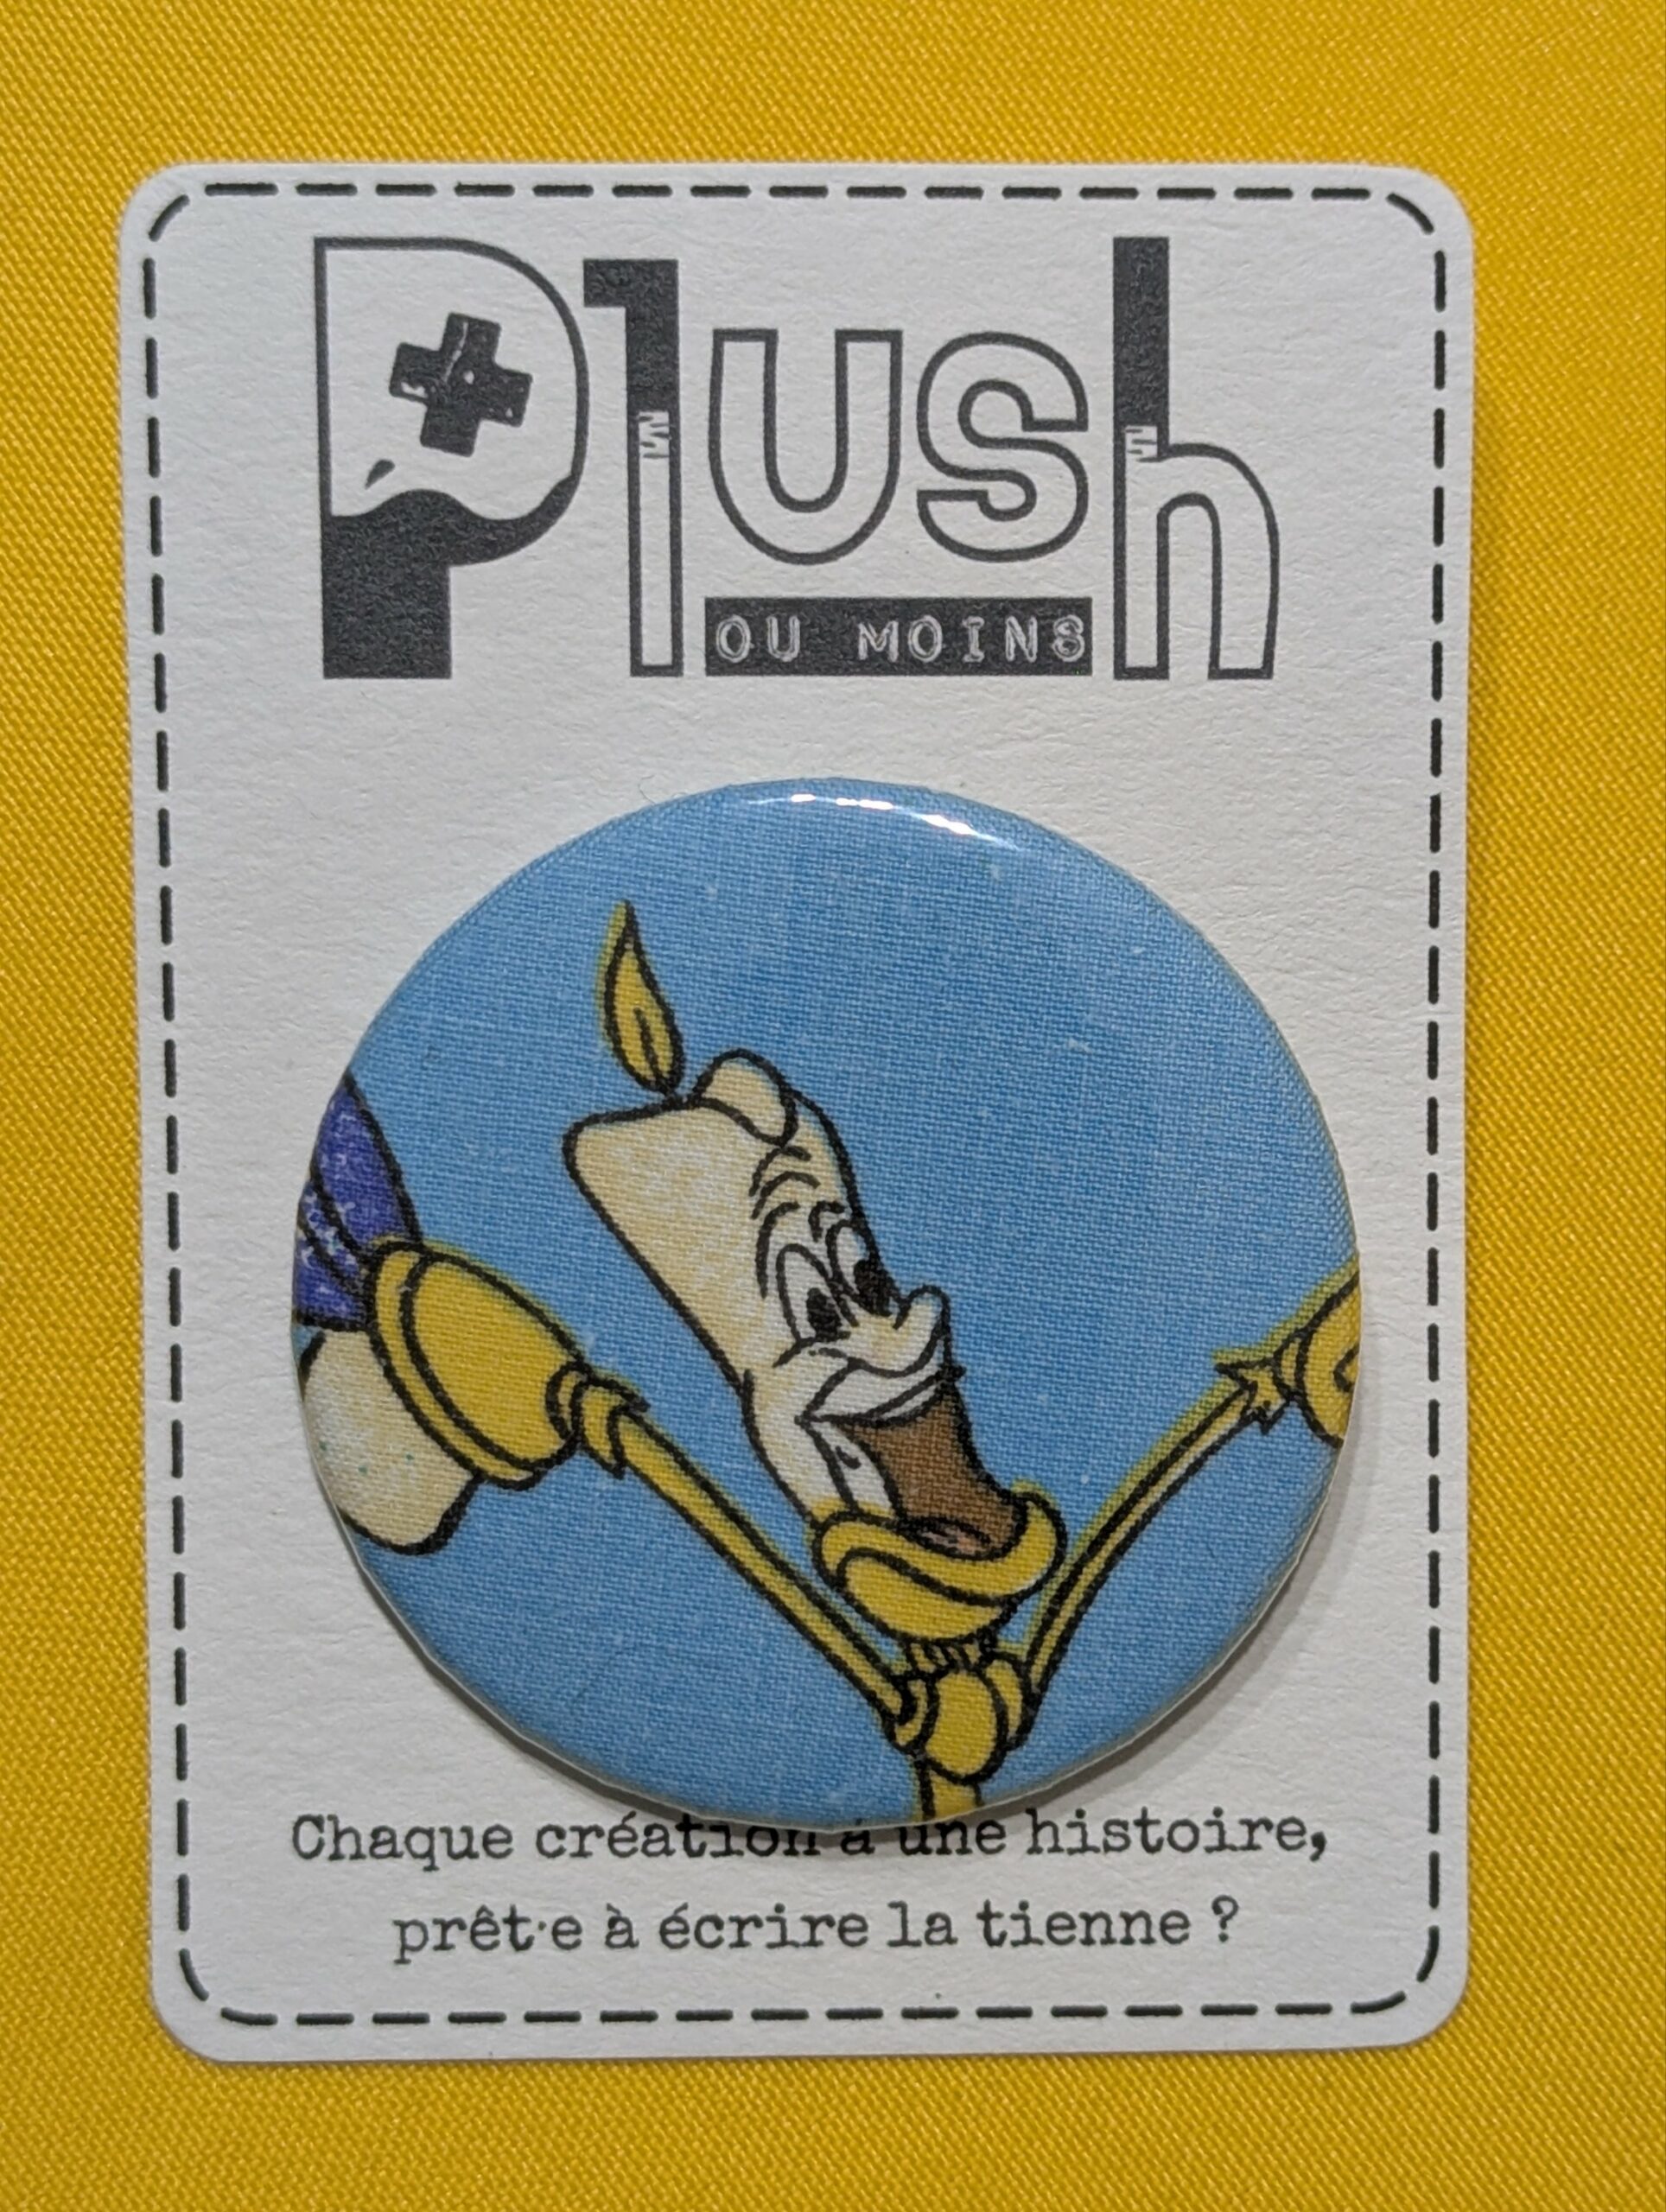 Plush
OU MOINS
Chaque création a une histoire,
prêt·e à écrire la tienne ?